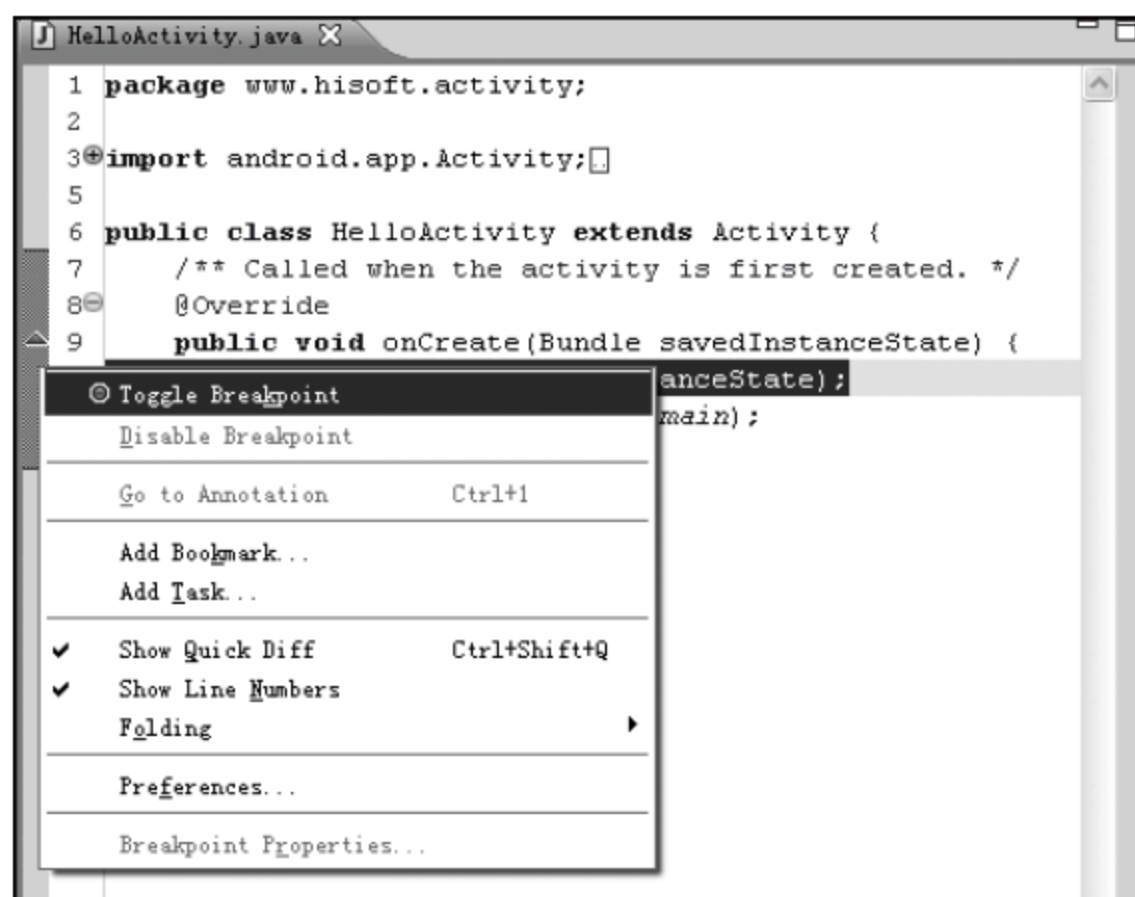 HelloActivity.java
1 package www.hisoft.activity;
2
3 import android.app.Activity;
5
6 public class HelloActivity extends Activity {
7 /** Called when the activity is first created. */
8 @Override
9 public void onCreate(Bundle savedInstanceState) {
anceState);
main);
Toggle Breakpoint
Disable Breakpoint
Go to Annotation Ctrl+1
Add Bookmark...
Add Task...
Show Quick Diff Ctrl+Shift+Q
Show Line Numbers
Folding
Preferences...
Breakpoint Properties...